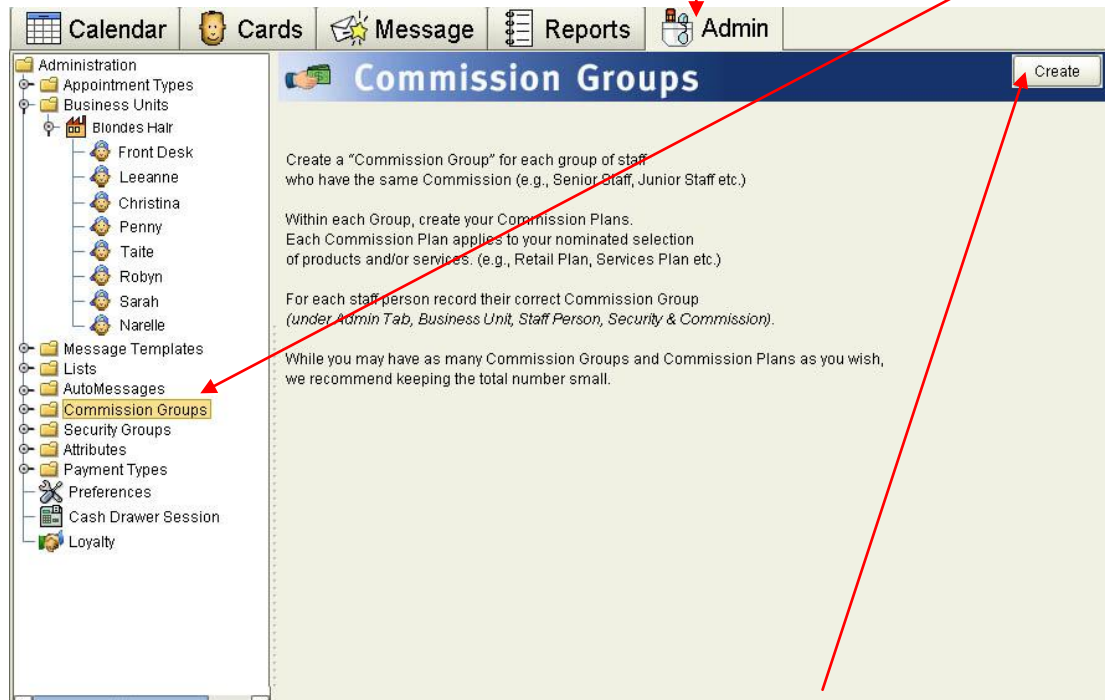 Calendar
Cards
Message
Reports
Admin
Administration
Appointment Types
Business Units
Blondes Hair
Front Desk
Leeanne
Christina
Penny
Taite
Robyn
Sarah
Narelle
Message Templates
Lists
AutoMessages
Commission Groups
Security Groups
Attributes
Payment Types
Preferences
Cash Drawer Session
Loyalty
Commission Groups
Create
Create a "Commission Group" for each group of staff
who have the same Commission (e.g., Senior Staff, Junior Staff etc.)
Within each Group, create your Commission Plans.
Each Commission Plan applies to your nominated selection
of products and/or services. (e.g., Retail Plan, Services Plan etc.)
For each staff person record their correct Commission Group
(under Admin Tab, Business Unit, Staff Person, Security & Commission).
While you may have as many Commission Groups and Commission Plans as you wish,
we recommend keeping the total number small.